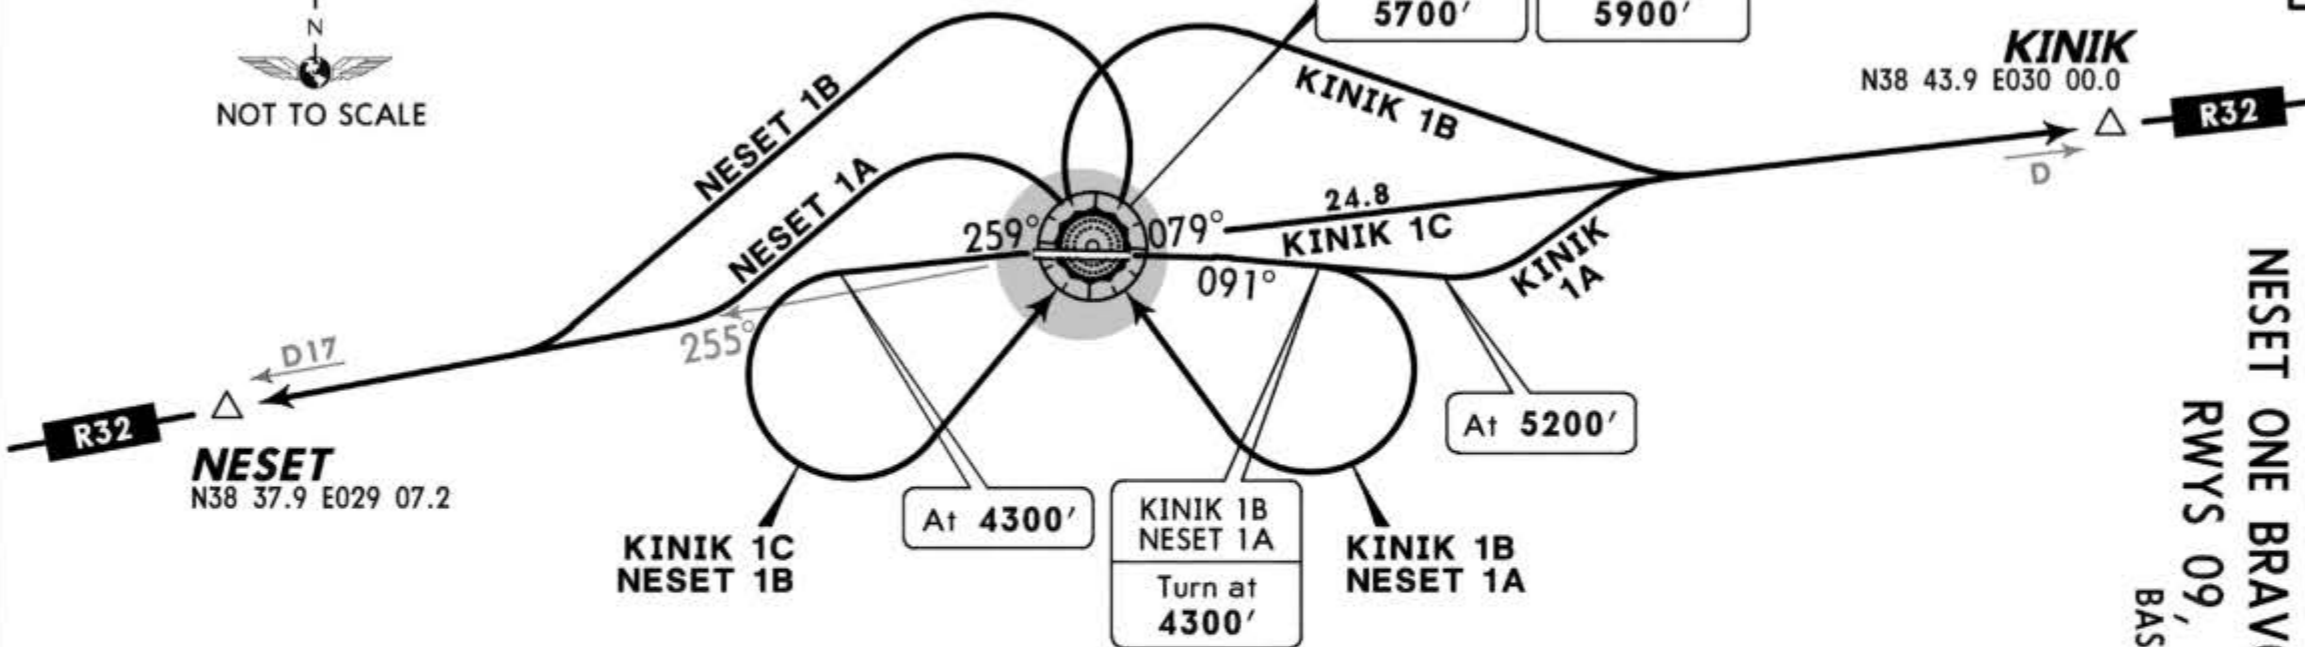 N
NOT TO SCALE
5700'
5900'
KINIK
N38 43.9 E030 00.0
R32
D
NESET 1B
KINIK 1B
NESET 1A
24.8
259°
079°
KINIK 1C
KINIK
1A
091°
255°
D17
R32
NESET
N38 37.9 E029 07.2
At 5200'
At 4300'
KINIK 1C
NESET 1B
KINIK 1B
NESET 1A
Turn at
4300'
KINIK 1B
NESET 1A
NESET ONE BRAV
RWYS 09,
BAS